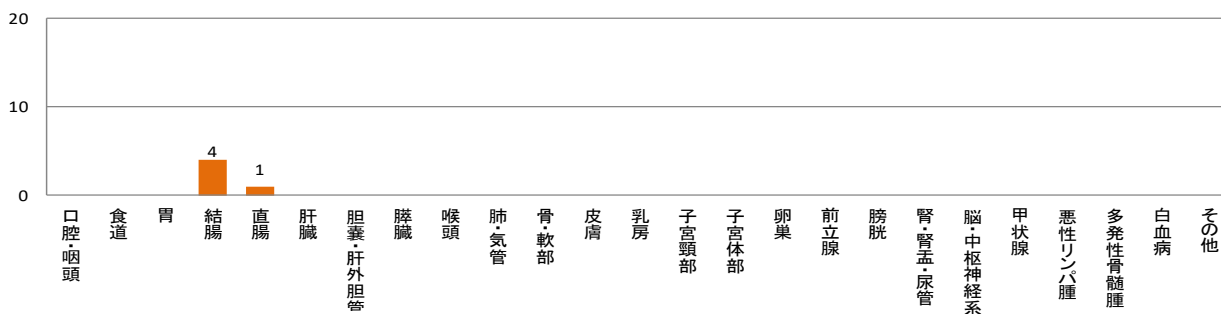 20
10
0
4
1
口腔・咽頭
食道
胃
結腸
直腸
肝臓
胆嚢・肝外胆管
膵臓
喉頭
肺・気管
骨・軟部
皮膚
乳房
子宮頸部
子宮体部
卵巣
前立腺
膀胱
腎・腎盂・尿管
脳・中枢神経系
甲状腺
悪性リンパ腫
多発性骨髄腫
白血病
その他